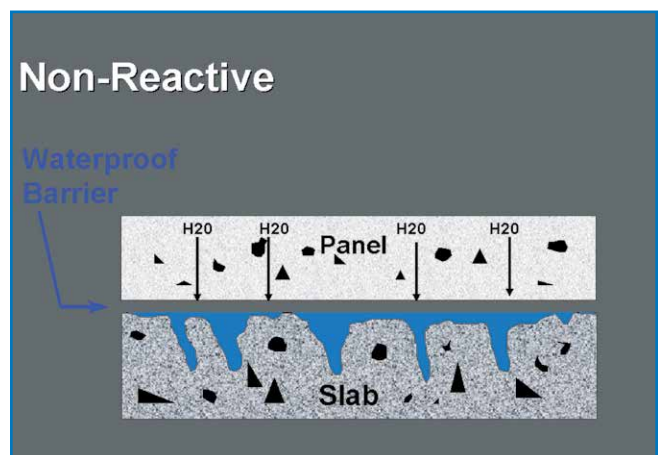 Non-Reactive
Waterproof
Barrier
H20 H20 H20 H20
Panel
Slab